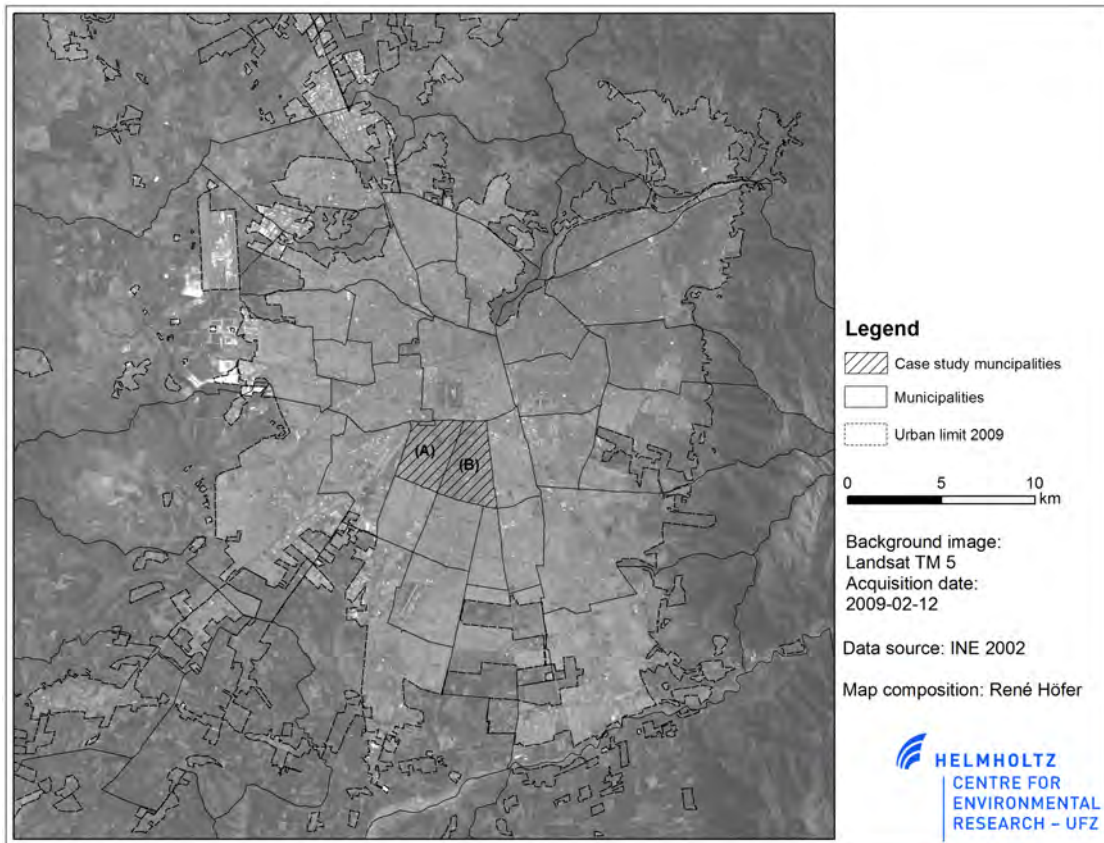 (A)
(B)
Legend
Case study muncipalities
Municipalities
Urban limit 2009
0 5 10
km
Background image:
Landsat TM 5
Acquisition date:
2009-02-12
Data source: INE 2002
Map composition: René Höfer
HELMHOLTZ
CENTRE FOR
ENVIRONMENTAL
RESEARCH – UFZ